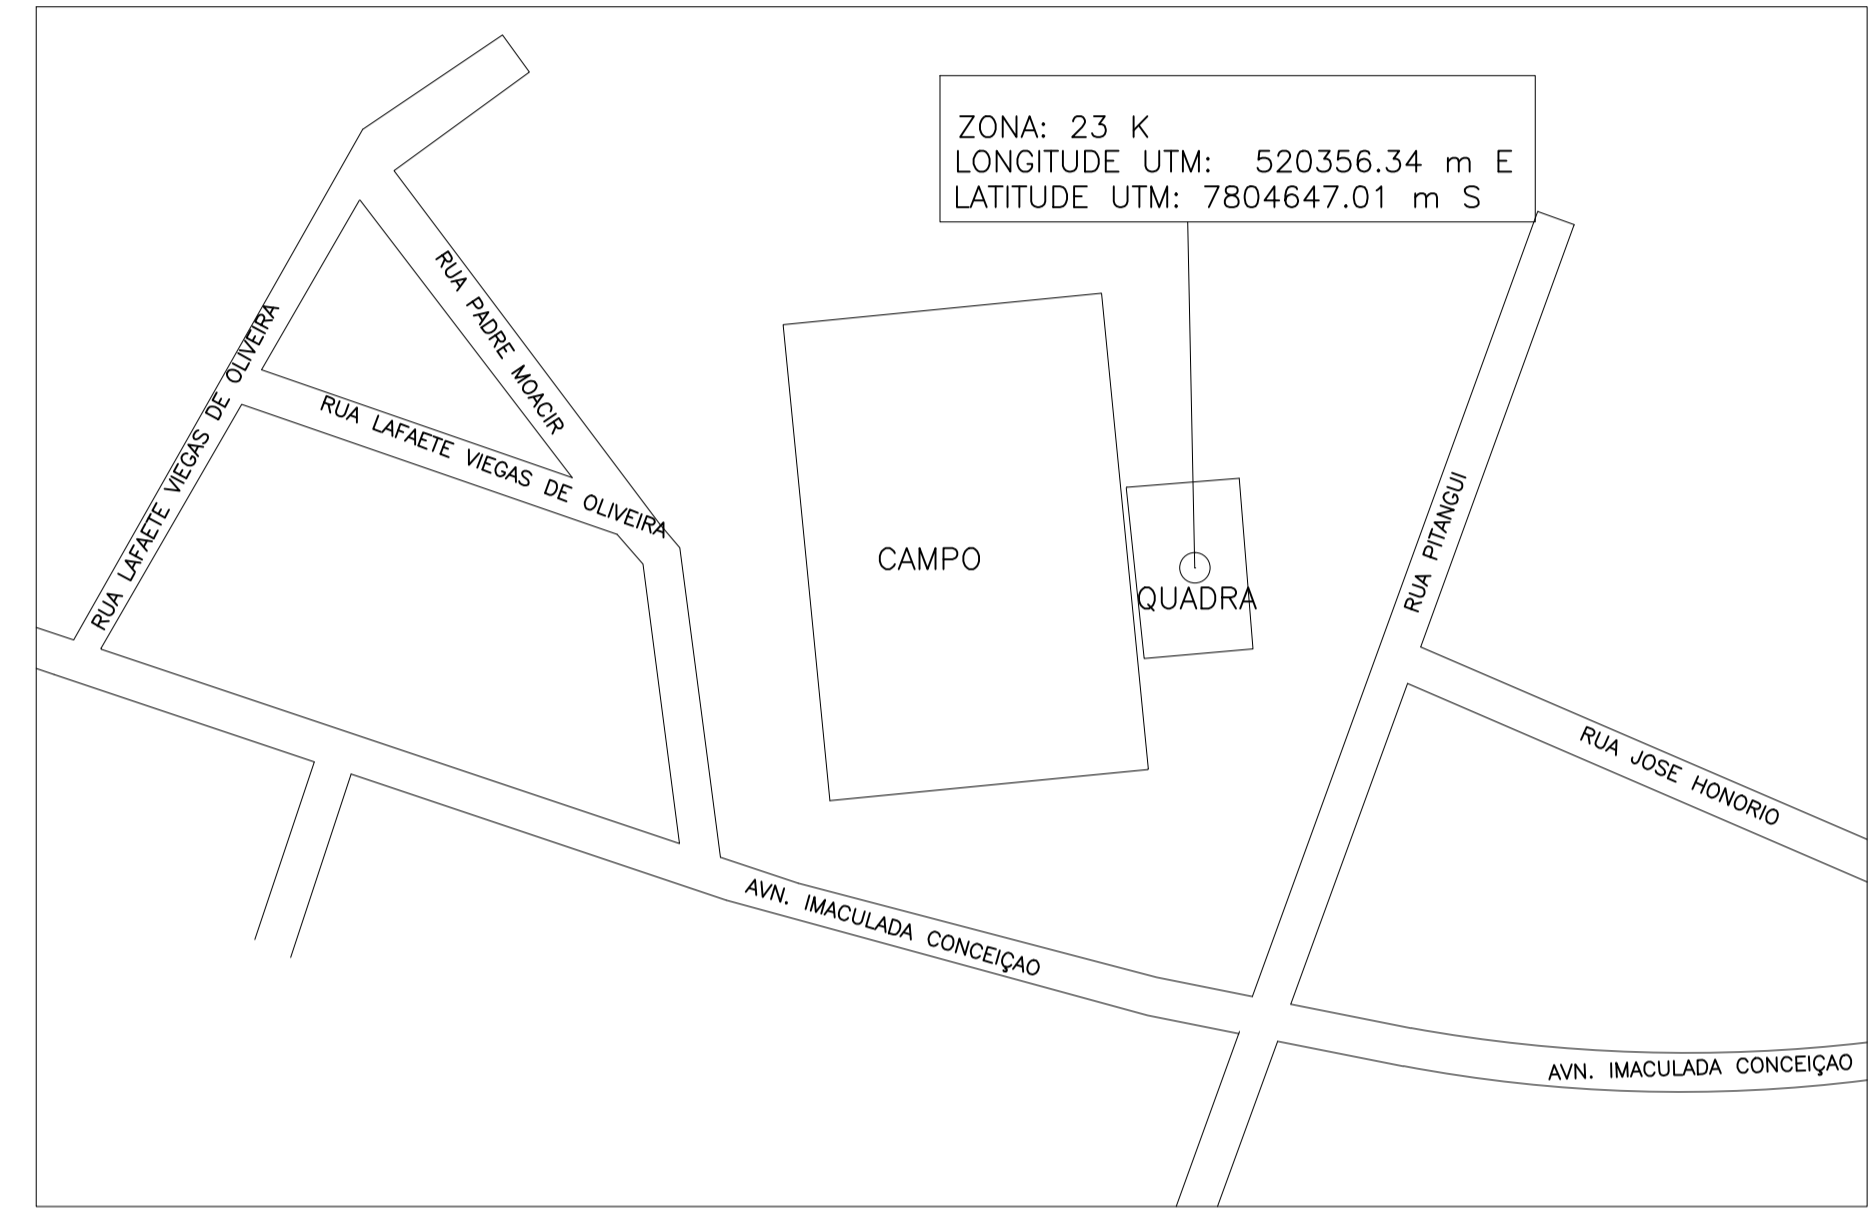 ZONA: 23 K
LONGITUDE UTM: 520356.34 m E
LATITUDE UTM: 7804647.01 m S
RUA PADRE MOACIR
RUA LAFAETE VIEGAS DE OLIVEIRA
RUA LAFAETE VIEGAS DE OLIVEIRA
CAMPO
QUADRA
RUA PITANGUI
RUA JOSE HONORIO
AVN. IMACULADA CONCEIÇAO
AVN. IMACULADA CONCEIÇAO